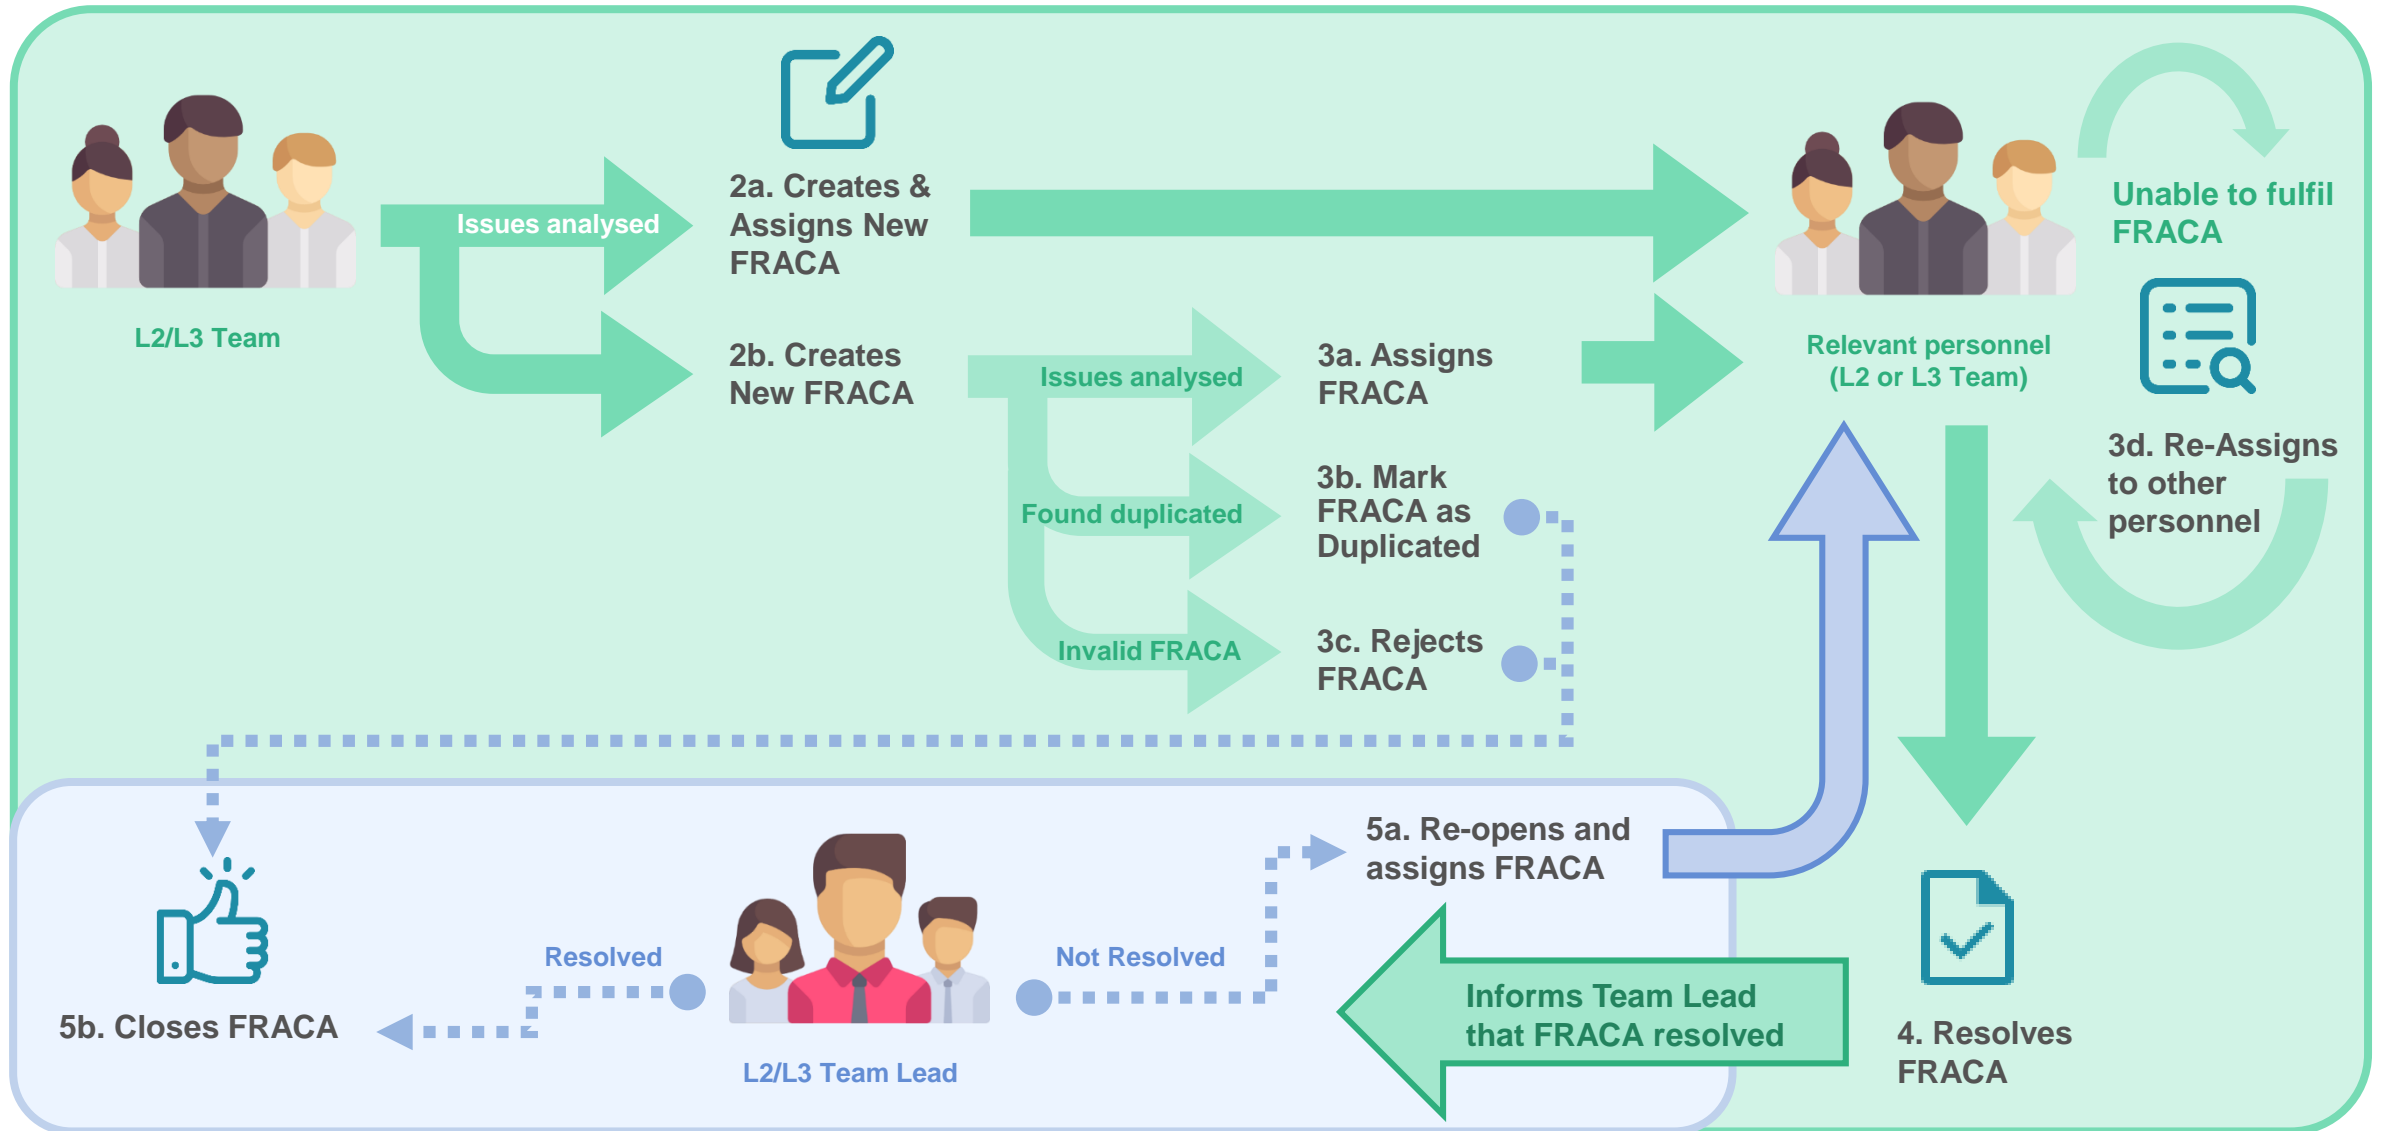 Issues analysed
2a. Creates &
Assigns New
FRACA
Unable to fulfil
FRACA
L2/L3 Team
2b. Creates
New FRACA
Issues analysed
3a. Assigns
FRACA
Relevant personnel
(L2 or L3 Team)
Found duplicated
3b. Mark
FRACA as
Duplicated
3d. Re-Assigns
to other
personnel
Invalid FRACA
3c. Rejects
FRACA
5a. Re-opens and
assigns FRACA
Resolved
Not Resolved
5b. Closes FRACA
L2/L3 Team Lead
Informs Team Lead
that FRACA resolved
4. Resolves
FRACA